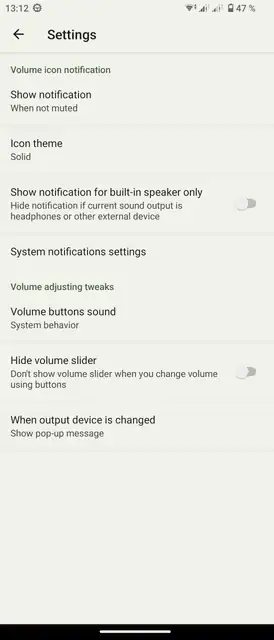 13:12
47 %
Settings
Volume icon notification
Show notification
When not muted
Icon theme
Solid
Show notification for built-in speaker only
Hide notification if current sound output is
headphones or other external device
System notifications settings
Volume adjusting tweaks
Volume buttons sound
System behavior
Hide volume slider
Don't show volume slider when you change volume
using buttons
When output device is changed
Show pop-up message